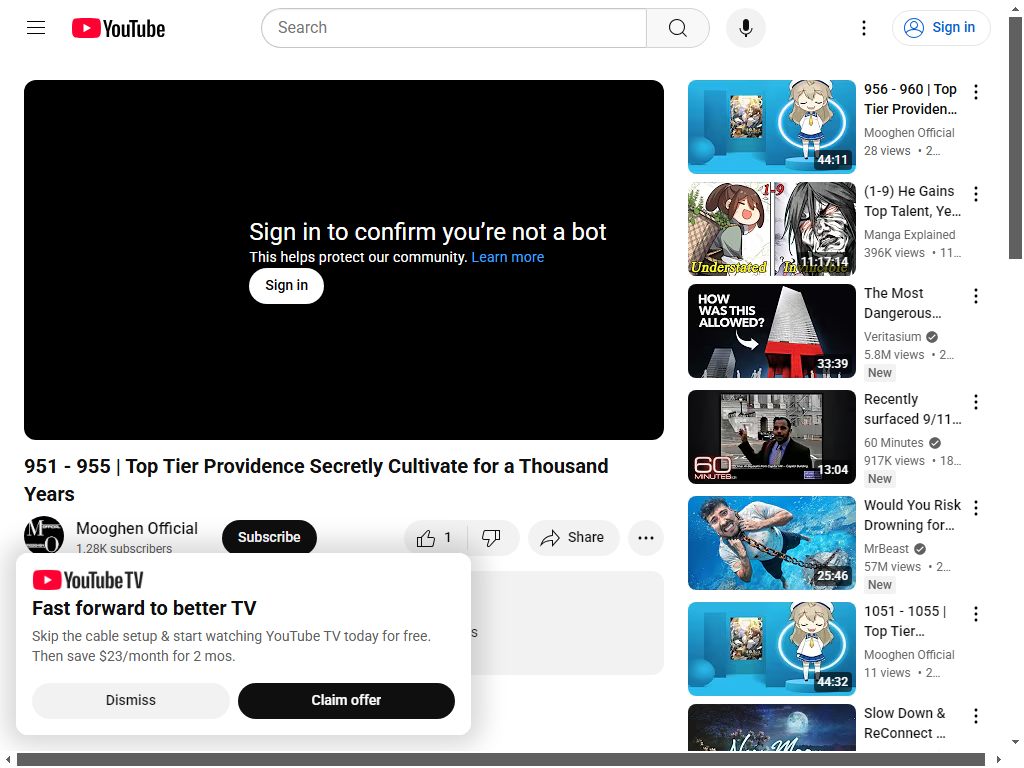 YouTube
Search
Sign in
Sign in to confirm you’re not a bot
This helps protect our community. Learn more
Sign in
951 - 955 | Top Tier Providence Secretly Cultivate for a Thousand
Years
Mooghen Official
1.28K subscribers
Subscribe
1
Share
YouTube TV
Fast forward to better TV
Skip the cable setup & start watching YouTube TV today for free.
Then save $23/month for 2 mos.
Dismiss
Claim offer
44:11
956 - 960 | Top
Tier Providen…
Mooghen Official
28 views • 2…
1-9
Understated
Invincible
11:17:14
(1-9) He Gains
Top Talent, Ye…
Manga Explained
396K views • 11…
HOW
WAS THIS
ALLOWED?
33:39
The Most
Dangerous…
Veritasium
5.8M views • 2…
New
60
MINUTES
13:04
Recently
surfaced 9/11…
60 Minutes
917K views • 18…
New
25:46
Would You Risk
Drowning for…
MrBeast
57M views • 2…
New
44:32
1051 - 1055 |
Top Tier…
Mooghen Official
11 views • 2…
New Moon
Slow Down &
ReConnect …